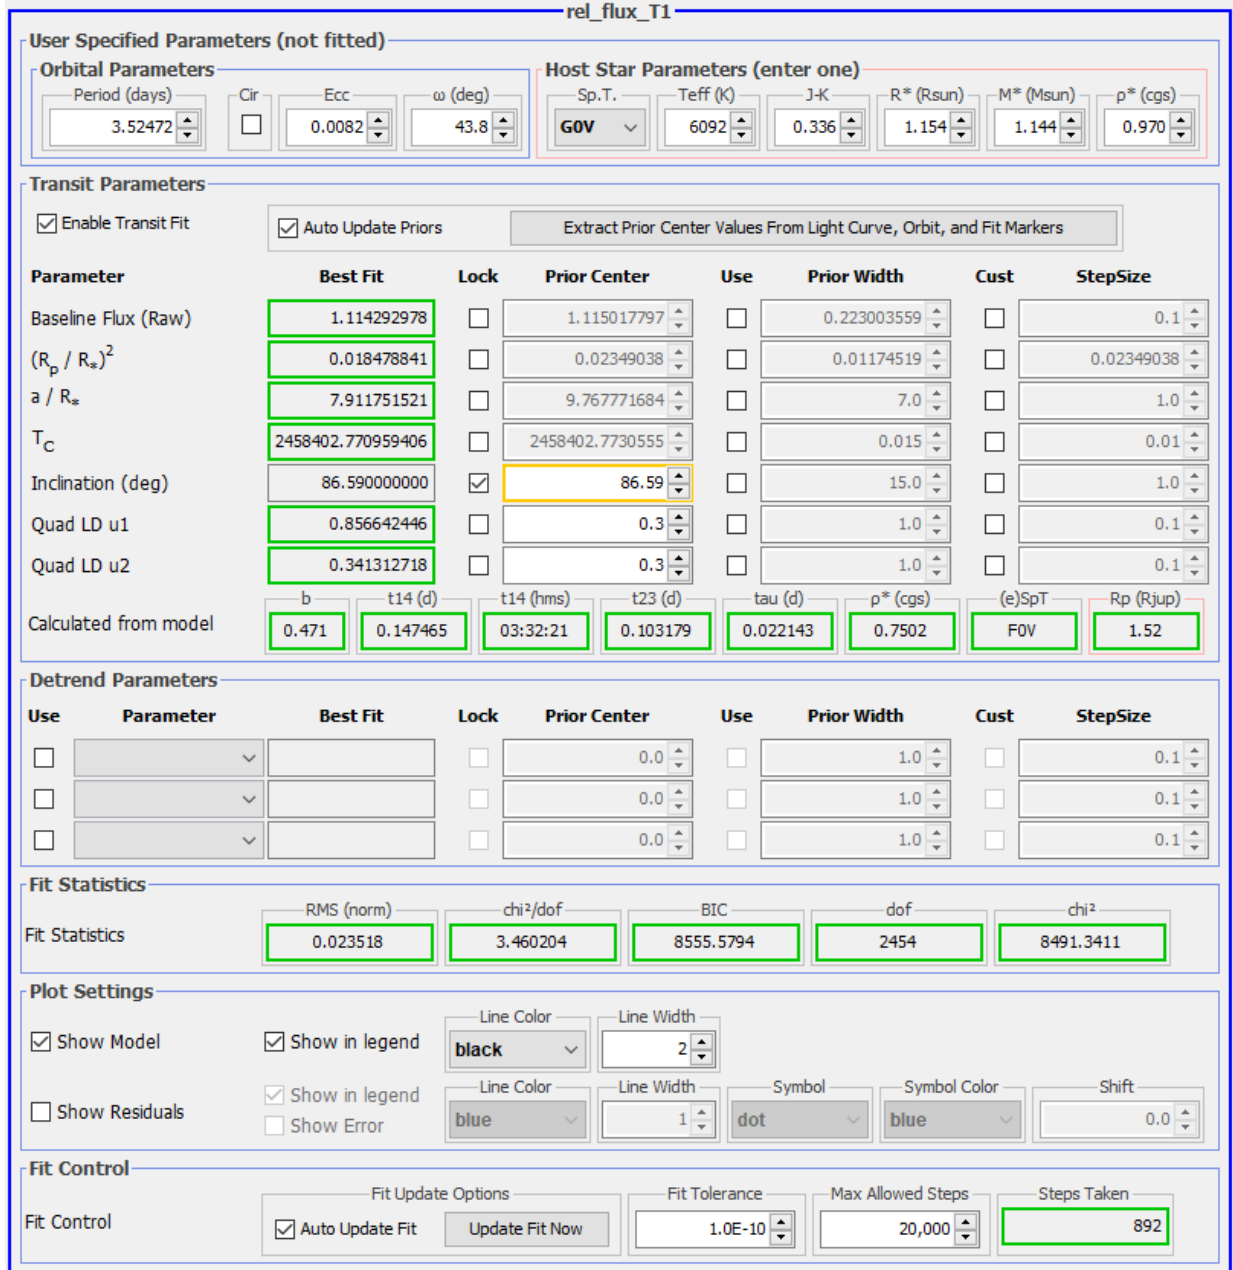 rel_flux_T1
User Specified Parameters (not fitted)
Orbital Parameters
Host Star Parameters (enter one)
Period (days) Cir Ecc ω (deg) Sp.T. Teff (K) J-K R* (Rsun) M* (Msun) ρ* (cgs)
3.52472 0.0082 43.8 G0V 6092 0.336 1.154 1.144 0.970
Transit Parameters
Enable Transit Fit Auto Update Priors Extract Prior Center Values From Light Curve, Orbit, and Fit Markers
Parameter Best Fit Lock Prior Center Use Prior Width Cust StepSize
Baseline Flux (Raw) 1.114292978 1.115017797 0.223003559 0.1
(Rp / R*)² 0.018478841 0.02349038 0.01174519 0.02349038
a / R* 7.911751521 9.767771684 7.0 1.0
TC 2458402.770959406 2458402.7730555 0.015 0.01
Inclination (deg) 86.590000000 86.59 15.0 1.0
Quad LD u1 0.856642446 0.3 1.0 0.1
Quad LD u2 0.341312718 0.3 1.0 0.1
b t14 (d) t14 (hms) t23 (d) tau (d) ρ* (cgs) (e)SpT Rp (Rjup)
Calculated from model 0.471 0.147465 03:32:21 0.103179 0.022143 0.7502 F0V 1.52
Detrend Parameters
Use Parameter Best Fit Lock Prior Center Use Prior Width Cust StepSize
0.0 1.0 0.1
0.0 1.0 0.1
0.0 1.0 0.1
Fit Statistics
RMS (norm) chi²/dof BIC dof chi²
Fit Statistics 0.023518 3.460204 8555.5794 2454 8491.3411
Plot Settings
Line Color Line Width
Show Model Show in legend black 2
Line Color Line Width Symbol Symbol Color Shift
Show Residuals Show in legend Show Error blue 1 dot blue 0.0
Fit Control
Fit Update Options Fit Tolerance Max Allowed Steps Steps Taken
Fit Control Auto Update Fit Update Fit Now 1.0E-10 20,000 892